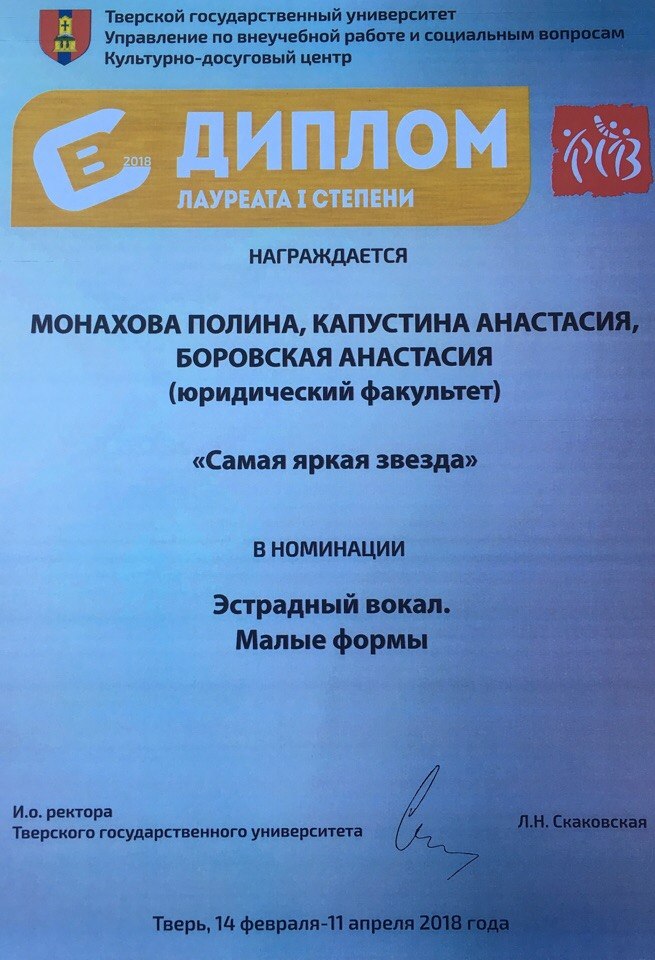 Тверской государственный университет
Управление по внеучебной работе и социальным вопросам
Культурно-досуговый центр
СВ 2018
ДИПЛОМ
ЛАУРЕАТА I СТЕПЕНИ
НАГРАЖДАЕТСЯ
МОНАХОВА ПОЛИНА, КАПУСТИНА АНАСТАСИЯ,
БОРОВСКАЯ АНАСТАСИЯ
(юридический факультет)
«Самая яркая звезда»
В НОМИНАЦИИ
Эстрадный вокал.
Малые формы
И.о. ректора
Тверского государственного университета
Л.Н. Скаковская
Тверь, 14 февраля-11 апреля 2018 года